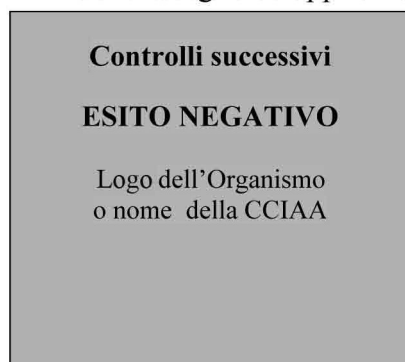 Controlli successivi
ESITO NEGATIVO
Logo dell’Organismo
o nome della CCIAA